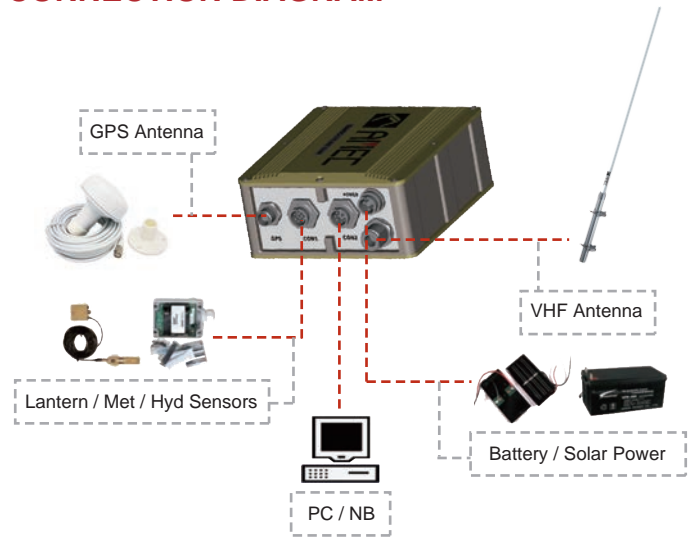 CONNECTION DIAGRAM
GPS Antenna
AMEL
POWER
GPS
COM1
COM2
VHF Antenna
Lantern / Met / Hyd Sensors
Battery / Solar Power
PC / NB